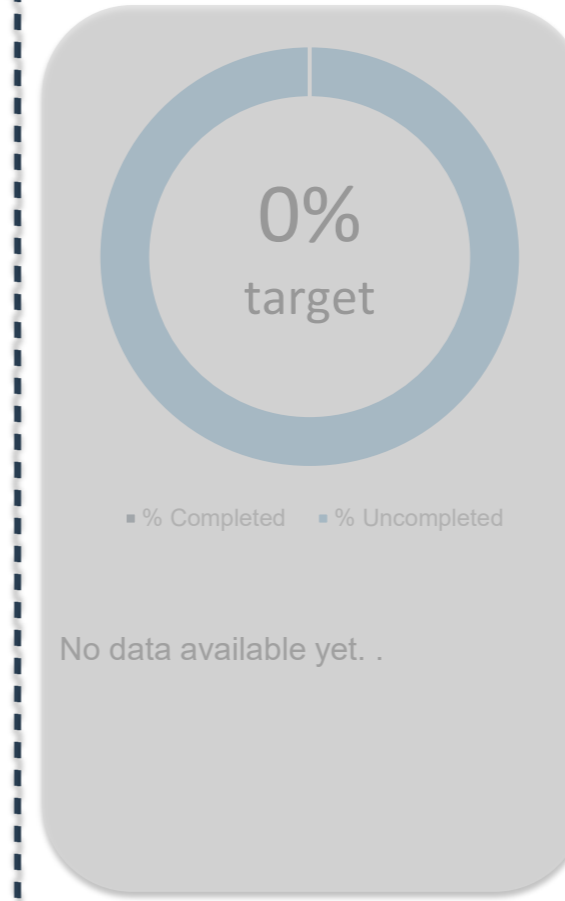 0%
target
% Completed % Uncompleted
No data available yet. .